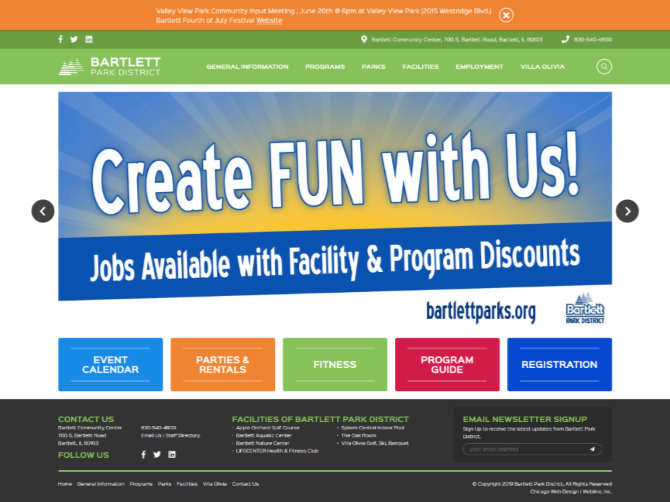 Valley View Park Community Input Meeting , June 26th @ 6pm at Valley View Park (2015 Westridge Blvd.)
Bartlett Fourth of July Festival Website
Bartlett Community Center, 700 S. Bartlett Road, Bartlett, IL 60103
630-540-4800
BARTLETT
PARK DISTRICT
GENERAL INFORMATION PROGRAMS PARKS FACILITIES EMPLOYMENT VILLA OLIVIA
Create FUN with Us!
Jobs Available with Facility & Program Discounts
bartlettparks.org
Bartlett
PARK DISTRICT
EVENT
CALENDAR
PARTIES &
RENTALS
FITNESS
PROGRAM
GUIDE
REGISTRATION
CONTACT US
Bartlett Community Center
700 S. Bartlett Road
Bartlett, IL 60103
630-540-4800
Email Us | Staff Directory
FOLLOW US
FACILITIES OF BARTLETT PARK DISTRICT
Apple Orchard Golf Course
Bartlett Aquatic Center
Bartlett Nature Center
LIFECENTER Health & Fitness Club
Splash Central Indoor Pool
The Oak Room
Villa Olivia Golf, Ski, Banquet
EMAIL NEWSLETTER SIGNUP
Sign Up to receive the latest updates from Bartlett Park
District.
your email address
Home General Information Programs Parks Facilities Villa Olivia Contact Us
© Copyright 2019 Bartlett Park District, All Rights Reserved
Chicago Web Design | Weblinx, Inc.